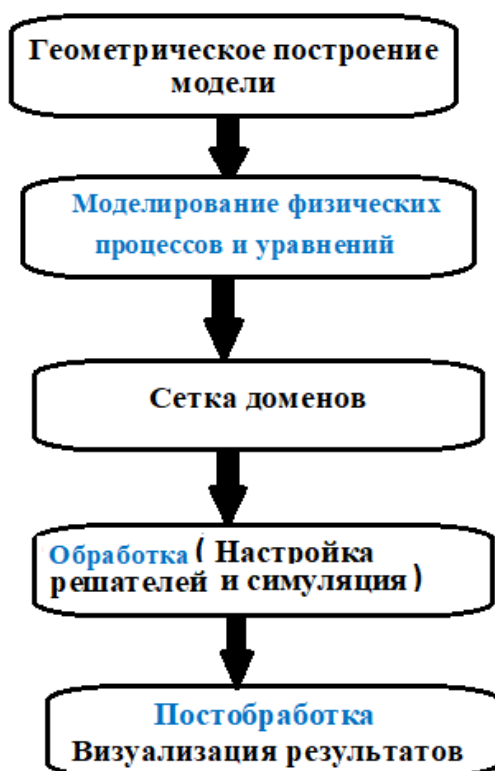 Геометрическое построение
модели
Моделирование физических
процессов и уравнений
Сетка доменов
Обработка ( Настройка
решателей и симуляция)
Постобработка
Визуализация результатов